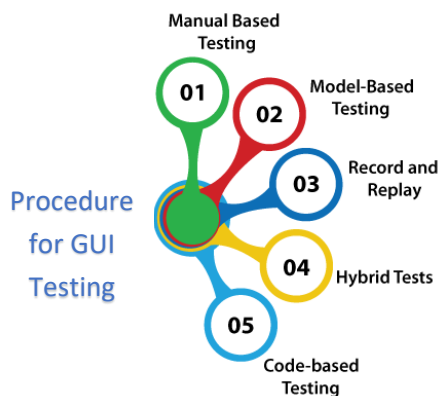 Manual Based
Testing
01
Model-Based
Testing
02
Record and
Replay
03
Procedure
for GUI
Testing
04
Hybrid Tests
05
Code-based
Testing